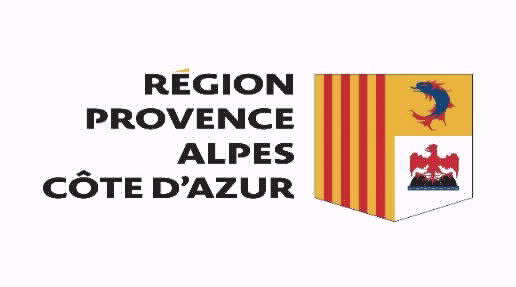 RÉGION
PROVENCE
ALPES
CÔTE D’AZUR